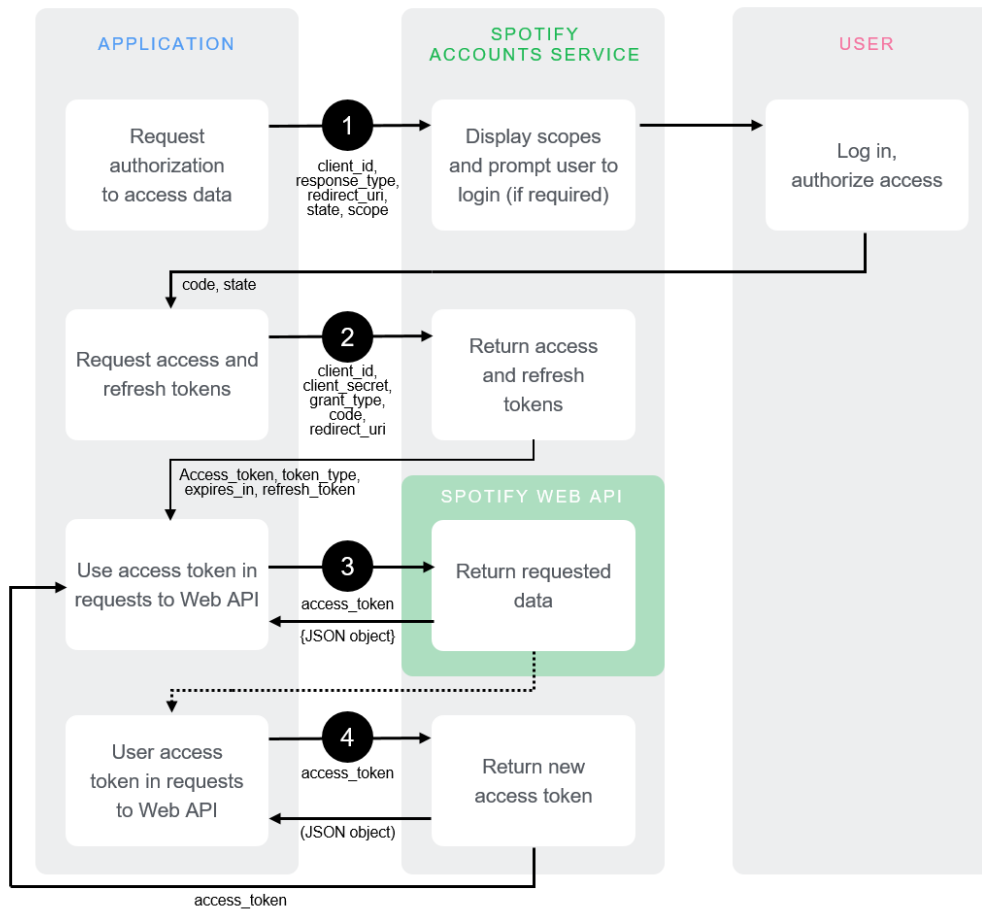 APPLICATION
SPOTIFY
ACCOUNTS SERVICE
USER
Request
authorization
to access data
1
client_id,
response_type,
redirect_uri,
state, scope
Display scopes
and prompt user to
login (if required)
Log in,
authorize access
code, state
Request access and
refresh tokens
2
client_id,
client_secret,
grant_type,
code,
redirect_uri
Return access
and refresh
tokens
Access_token, token_type,
expires_in, refresh_token
SPOTIFY WEB API
Use access token in
requests to Web API
3
access_token
{JSON object}
Return requested
data
User access
token in requests
to Web API
4
access_token
(JSON object)
Return new
access token
access_token